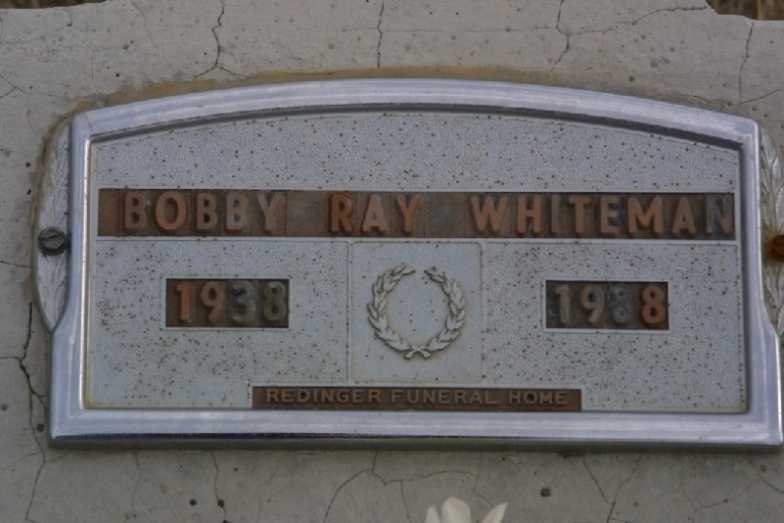 BOBBY RAY WHITEMAN
1938 1988
REDINGER FUNERAL HOME